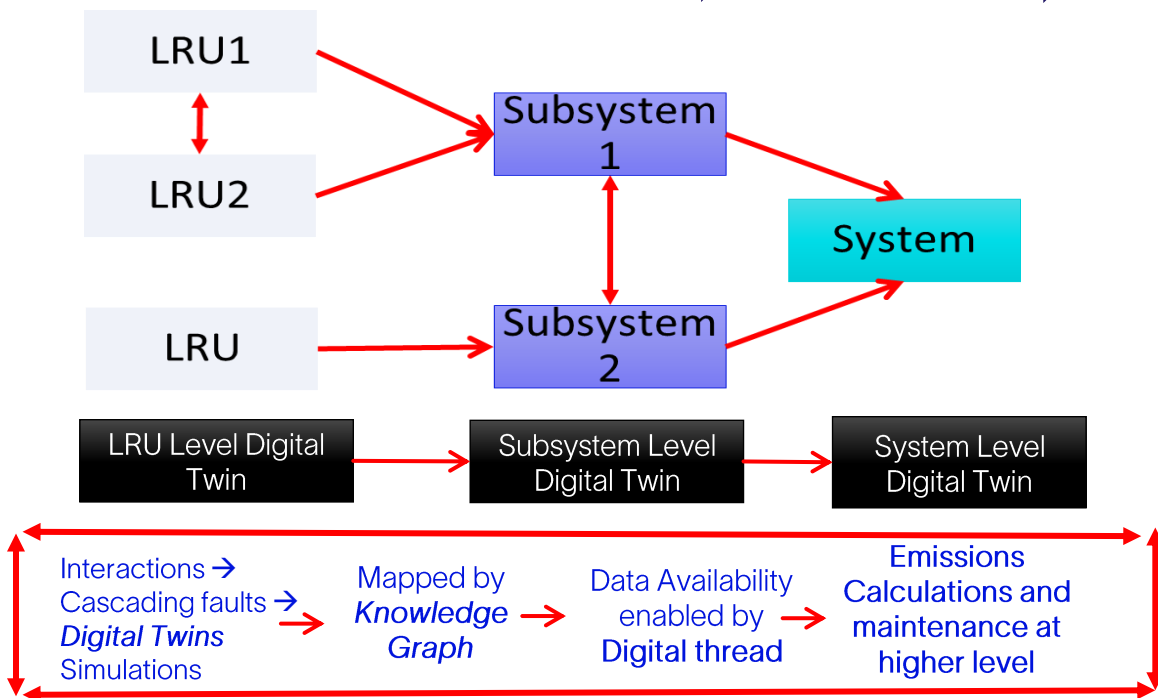 LRU1
LRU2
LRU
Subsystem
1
Subsystem
2
System
LRU Level Digital
Twin
Subsystem Level
Digital Twin
System Level
Digital Twin
Interactions →
Cascading faults →
Digital Twins
Simulations
Mapped by
Knowledge
Graph
Data Availability
enabled by
Digital thread
Emissions
Calculations and
maintenance at
higher level